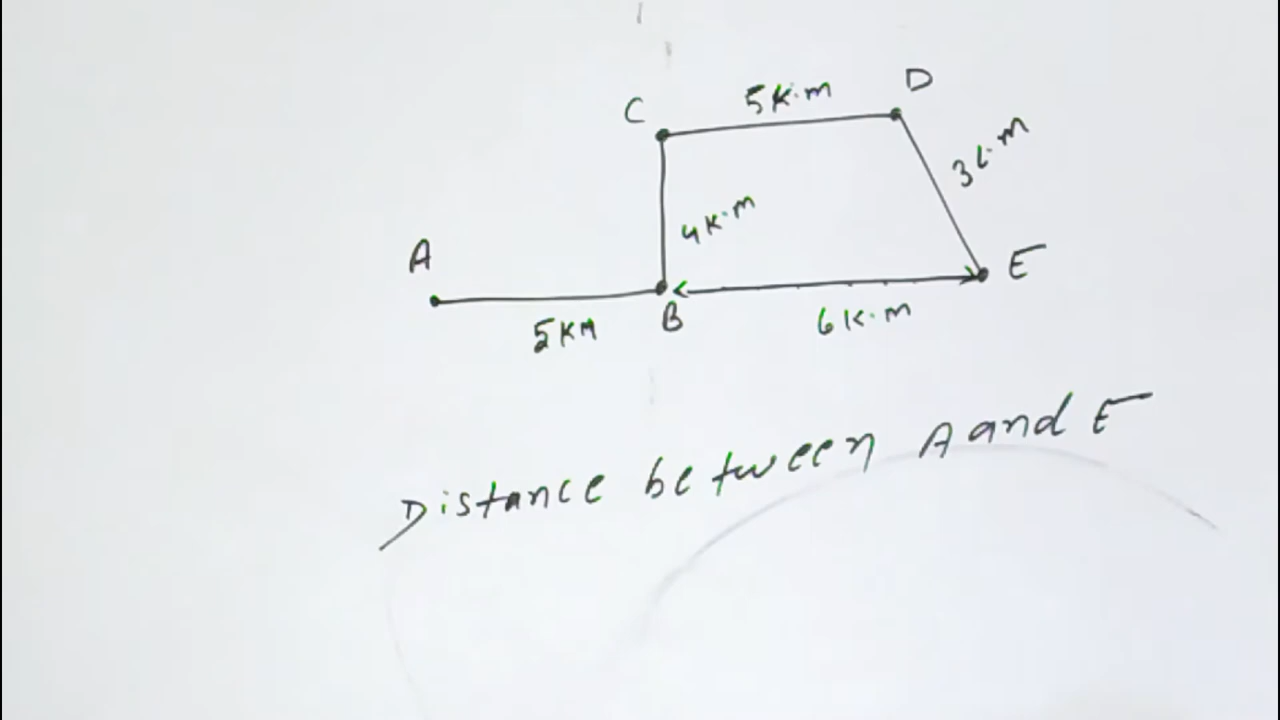 D
5K.m
C
3k.m
4K.m
A
E
B
6K.m
5KM
Distance between A and E